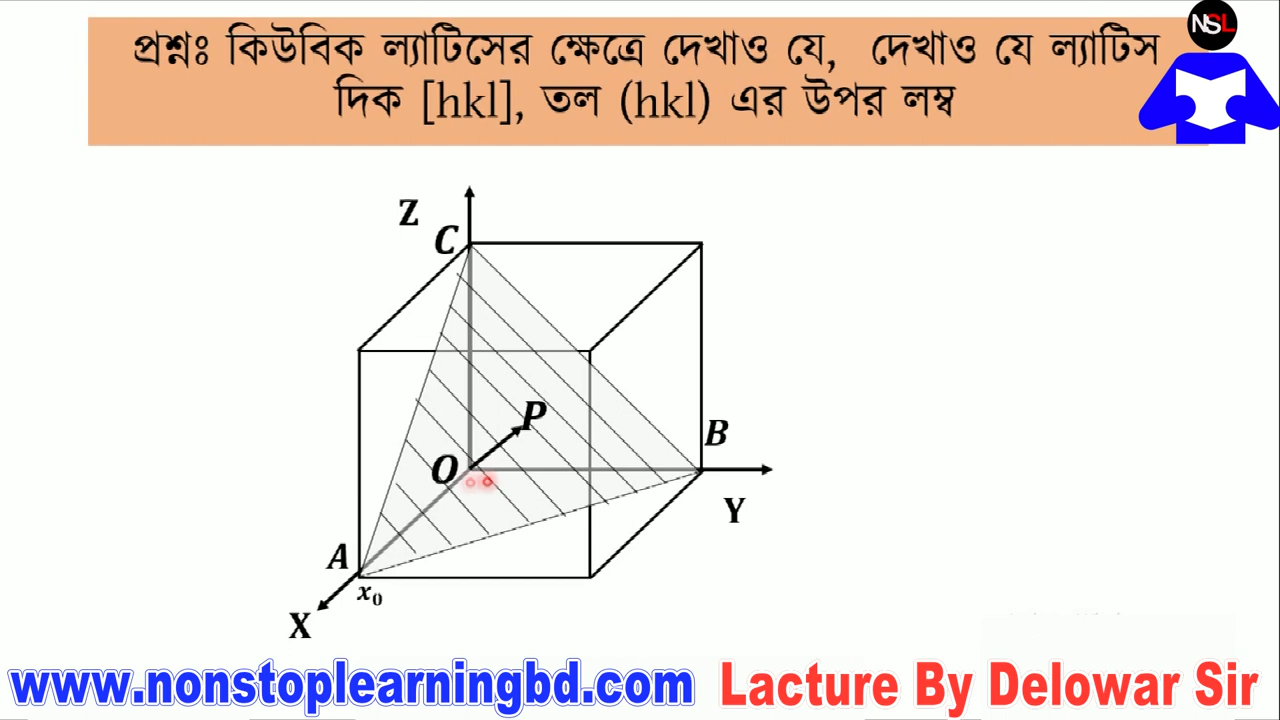 NSL
প্রশ্নঃ কিউবিক ল্যাটিসের ক্ষেত্রে দেখাও যে, দেখাও যে ল্যাটিস
দিক [hkl], তল (hkl) এর উপর লম্ব
Z
C
P
B
O
Y
A
x₀
X
www.nonstoplearningbd.com Lacture By Delowar Sir